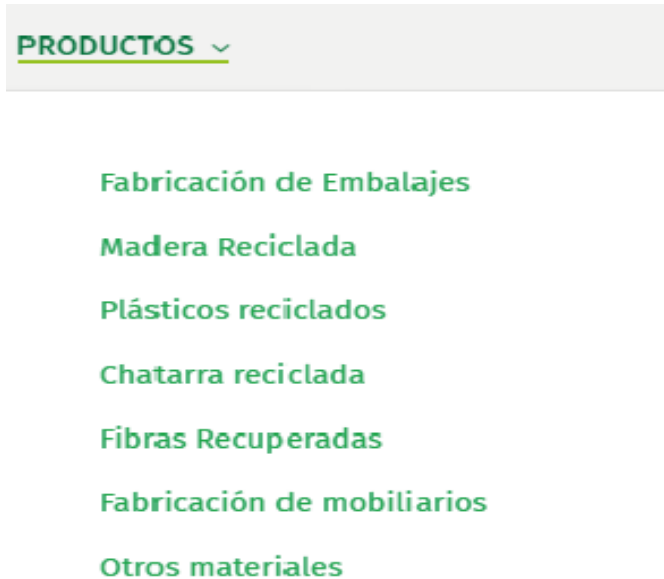 PRODUCTOS
Fabricación de Embalajes
Madera Reciclada
Plásticos reciclados
Chatarra reciclada
Fibras Recuperadas
Fabricación de mobiliarios
Otros materiales